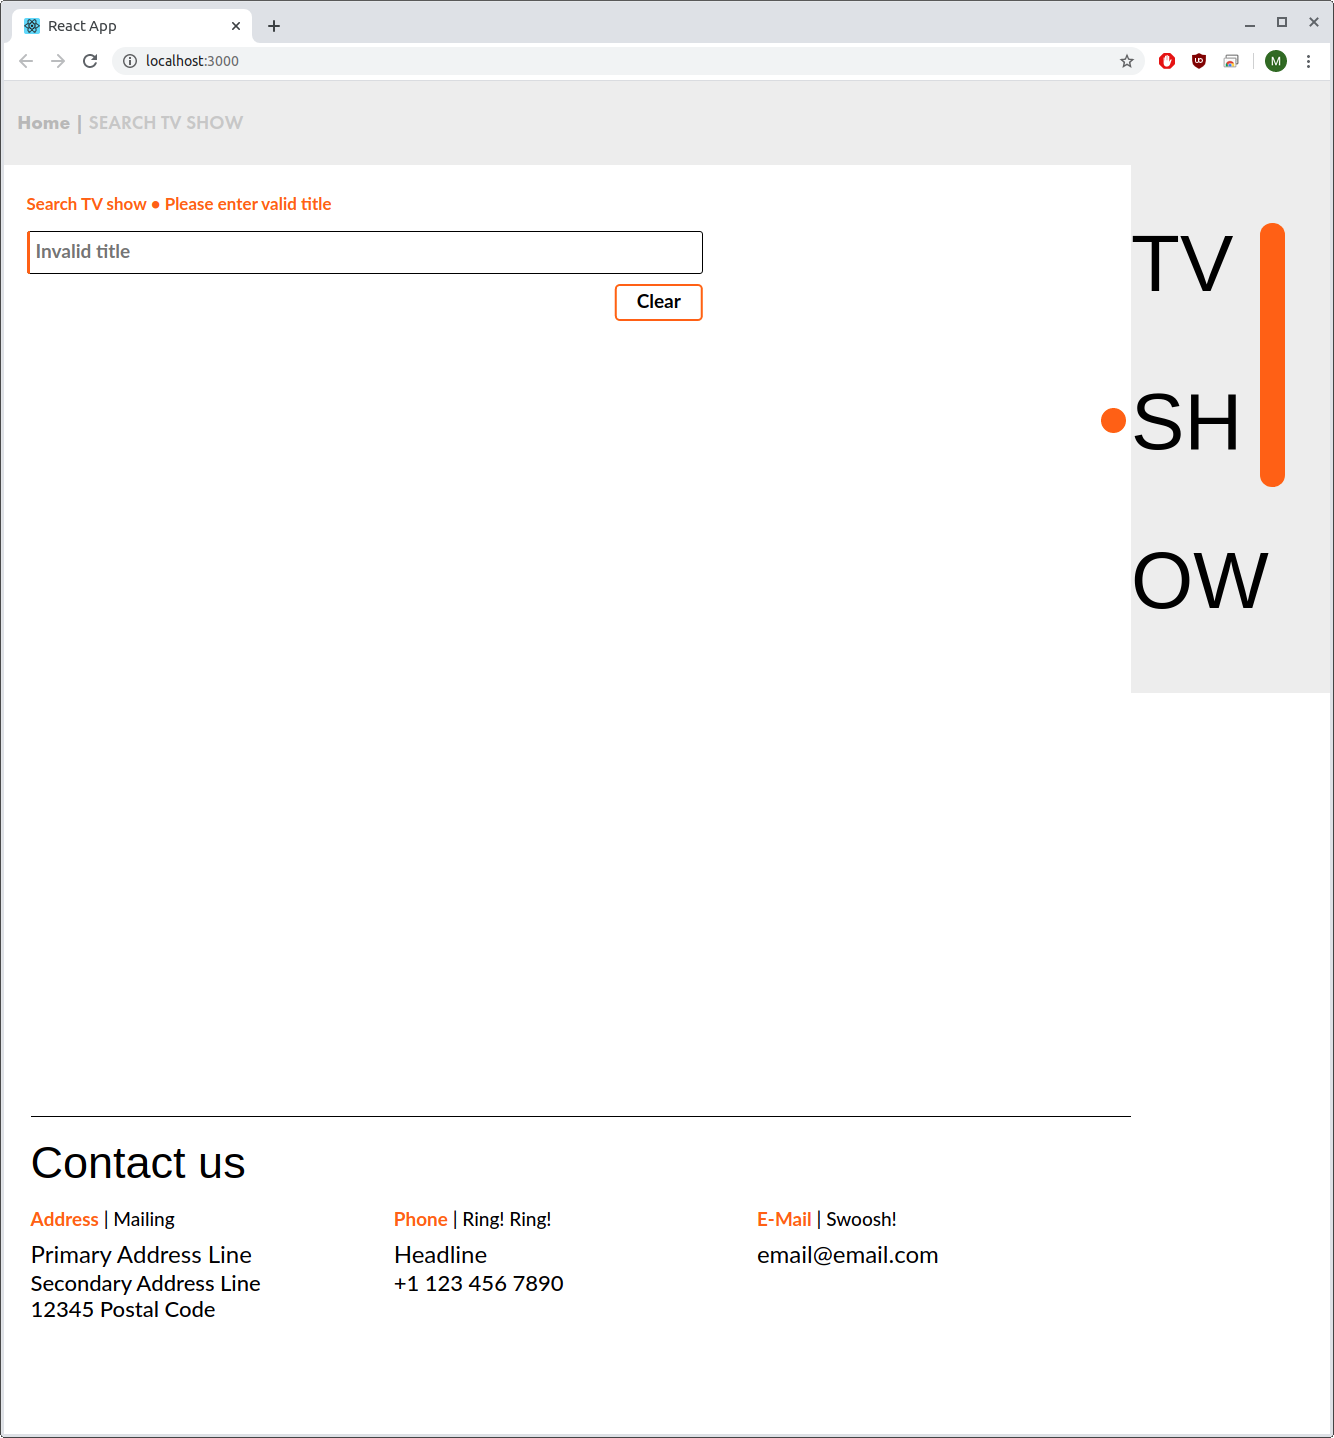 React App
localhost:3000
M
Home | SEARCH TV SHOW
Search TV show ● Please enter valid title
Invalid title
Clear
TV
SH
OW
Contact us
Address | Mailing
Primary Address Line
Secondary Address Line
12345 Postal Code
Phone | Ring! Ring!
Headline
+1 123 456 7890
E-Mail | Swoosh!
email@email.com